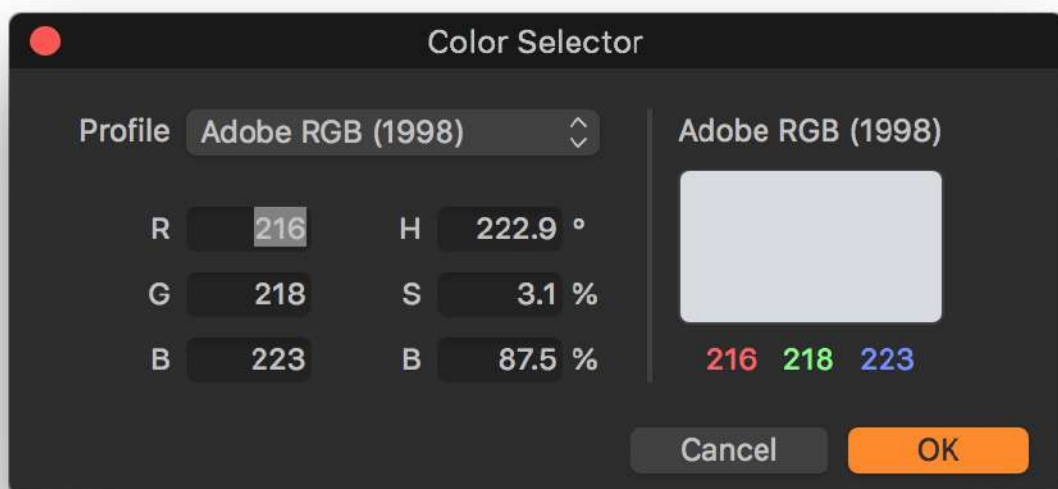 Color Selector
Profile Adobe RGB (1998) Adobe RGB (1998)
R 216 H 222.9 °
G 218 S 3.1 %
B 223 B 87.5 %
216 218 223
Cancel OK